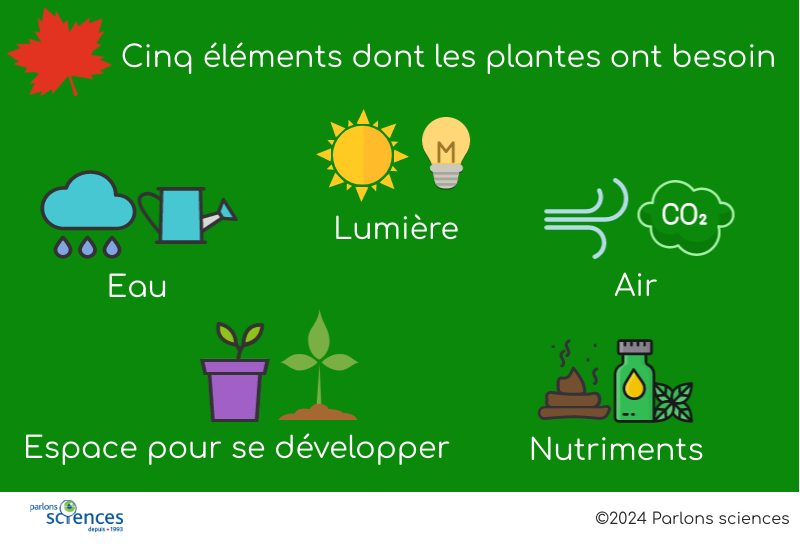 Cinq éléments dont les plantes ont besoin
Lumière
CO₂
Eau
Air
Espace pour se développer
Nutriments
parlons
sciences
depuis • 1993
©2024 Parlons sciences